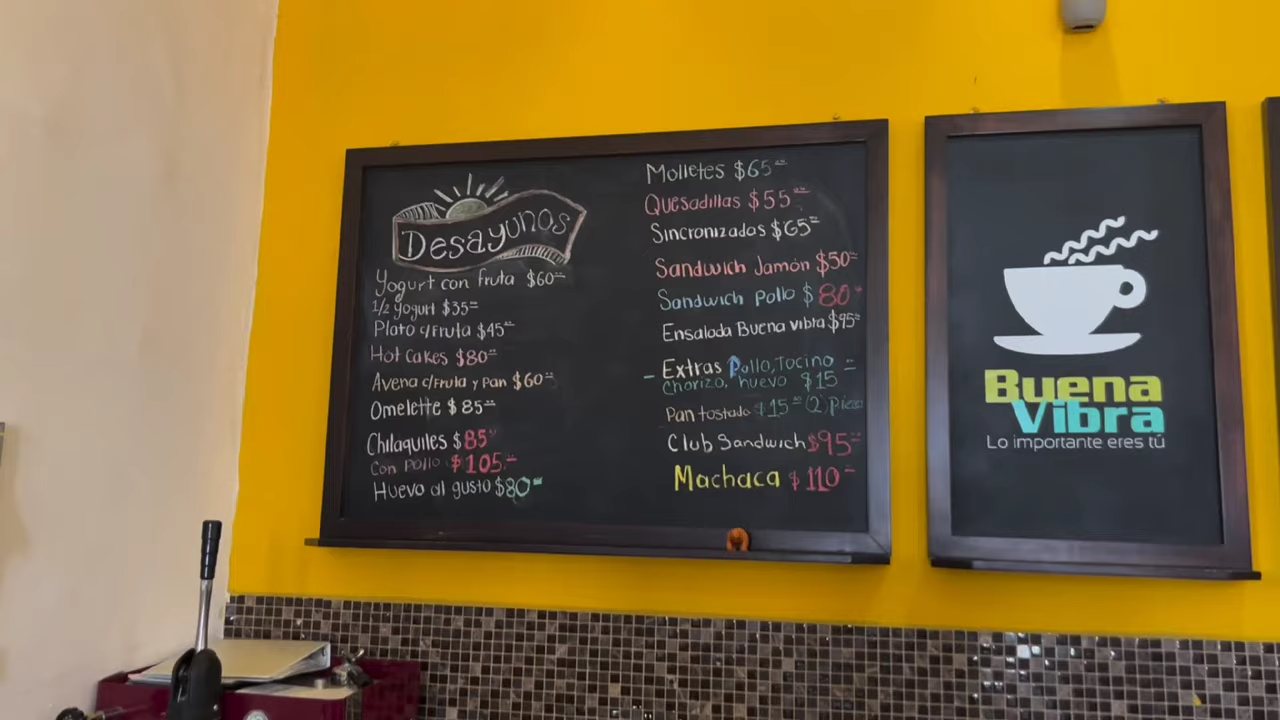 Desayunos
Yogurt con fruta $60
1/2 yogurt $35
Plato c/fruta $45
Hot Cakes $80
Avena c/Fruta y Pan $60
Omelette $85
Chilaquiles $85
Con Pollo $105
Huevo al gusto $80
Molletes $65
Quesadillas $55
Sincronizados $65
Sandwich Jamón $50
Sandwich Pollo $80
Ensalada Buena vibra $95
Extras Pollo, Tocino
chorizo, huevo $15
Pan tostado $15 (2) Pieza
Club Sandwich $95
Machaca $110
Buena
Vibra
Lo importante eres tú